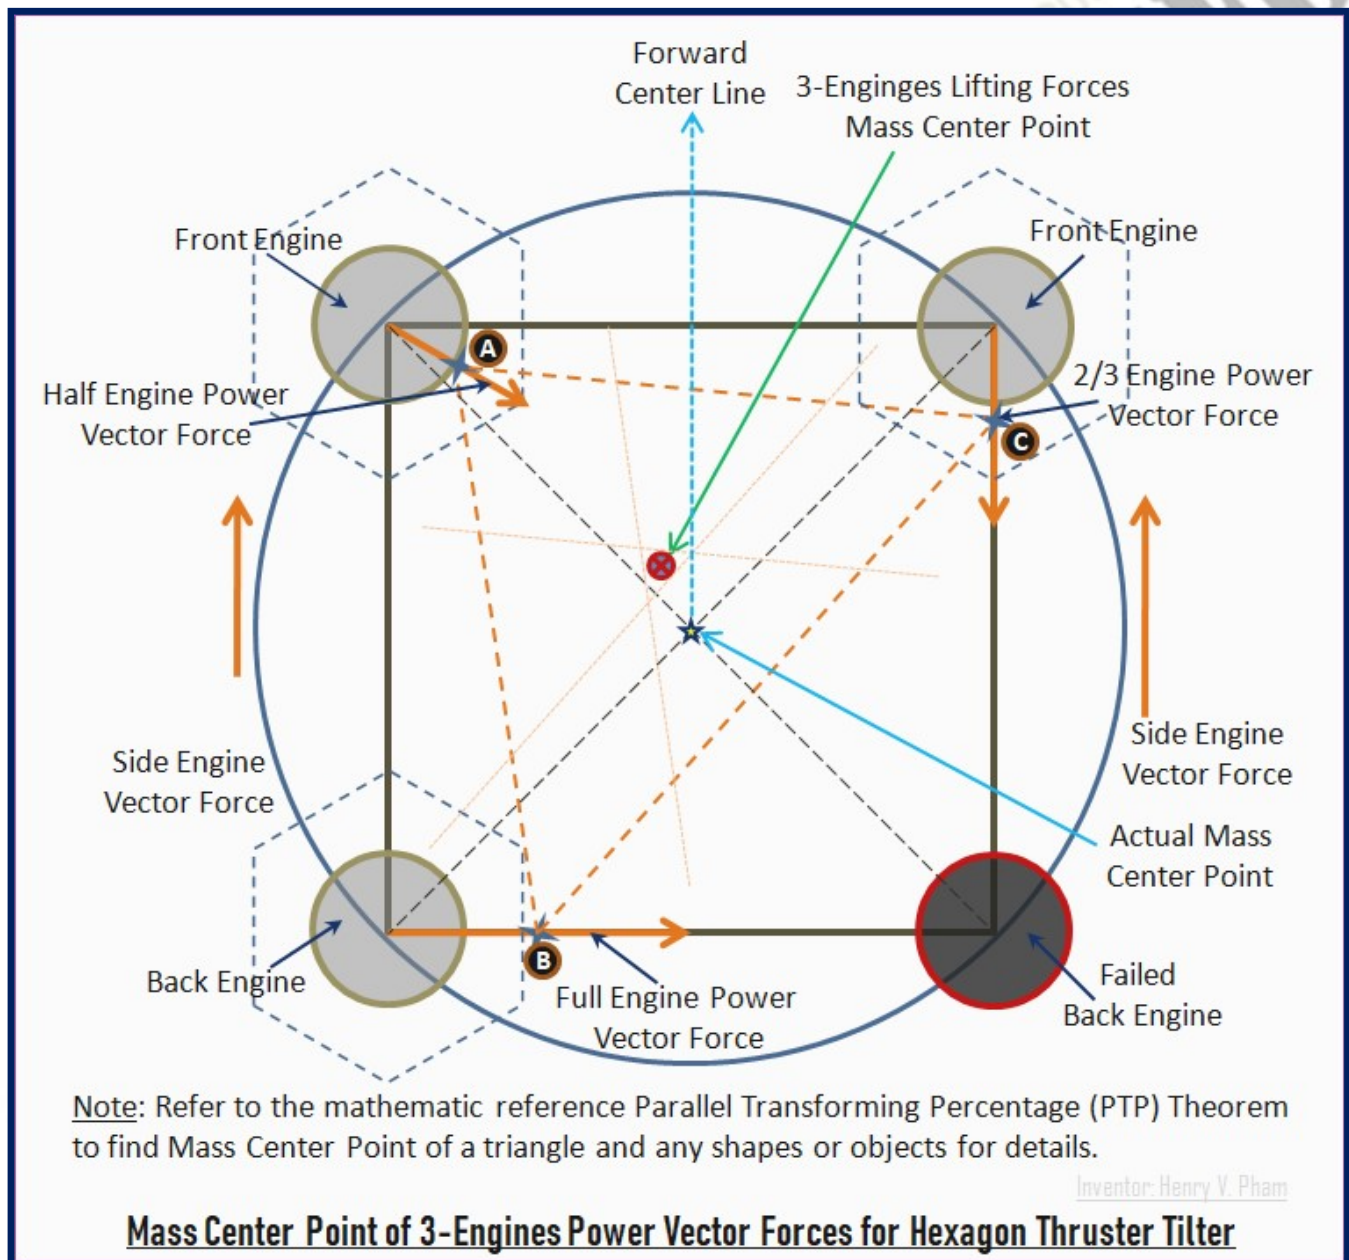 Forward
Center Line
3-Enginges Lifting Forces
Mass Center Point
Front Engine
Front Engine
A
Half Engine Power
Vector Force
2/3 Engine Power
Vector Force
C
Side Engine
Vector Force
Side Engine
Vector Force
Actual Mass
Center Point
Back Engine
B
Full Engine Power
Vector Force
Failed
Back Engine
Note: Refer to the mathematic reference Parallel Transforming Percentage (PTP) Theorem
to find Mass Center Point of a triangle and any shapes or objects for details.
Inventor: Henry V. Pham
Mass Center Point of 3-Engines Power Vector Forces for Hexagon Thruster Tilter